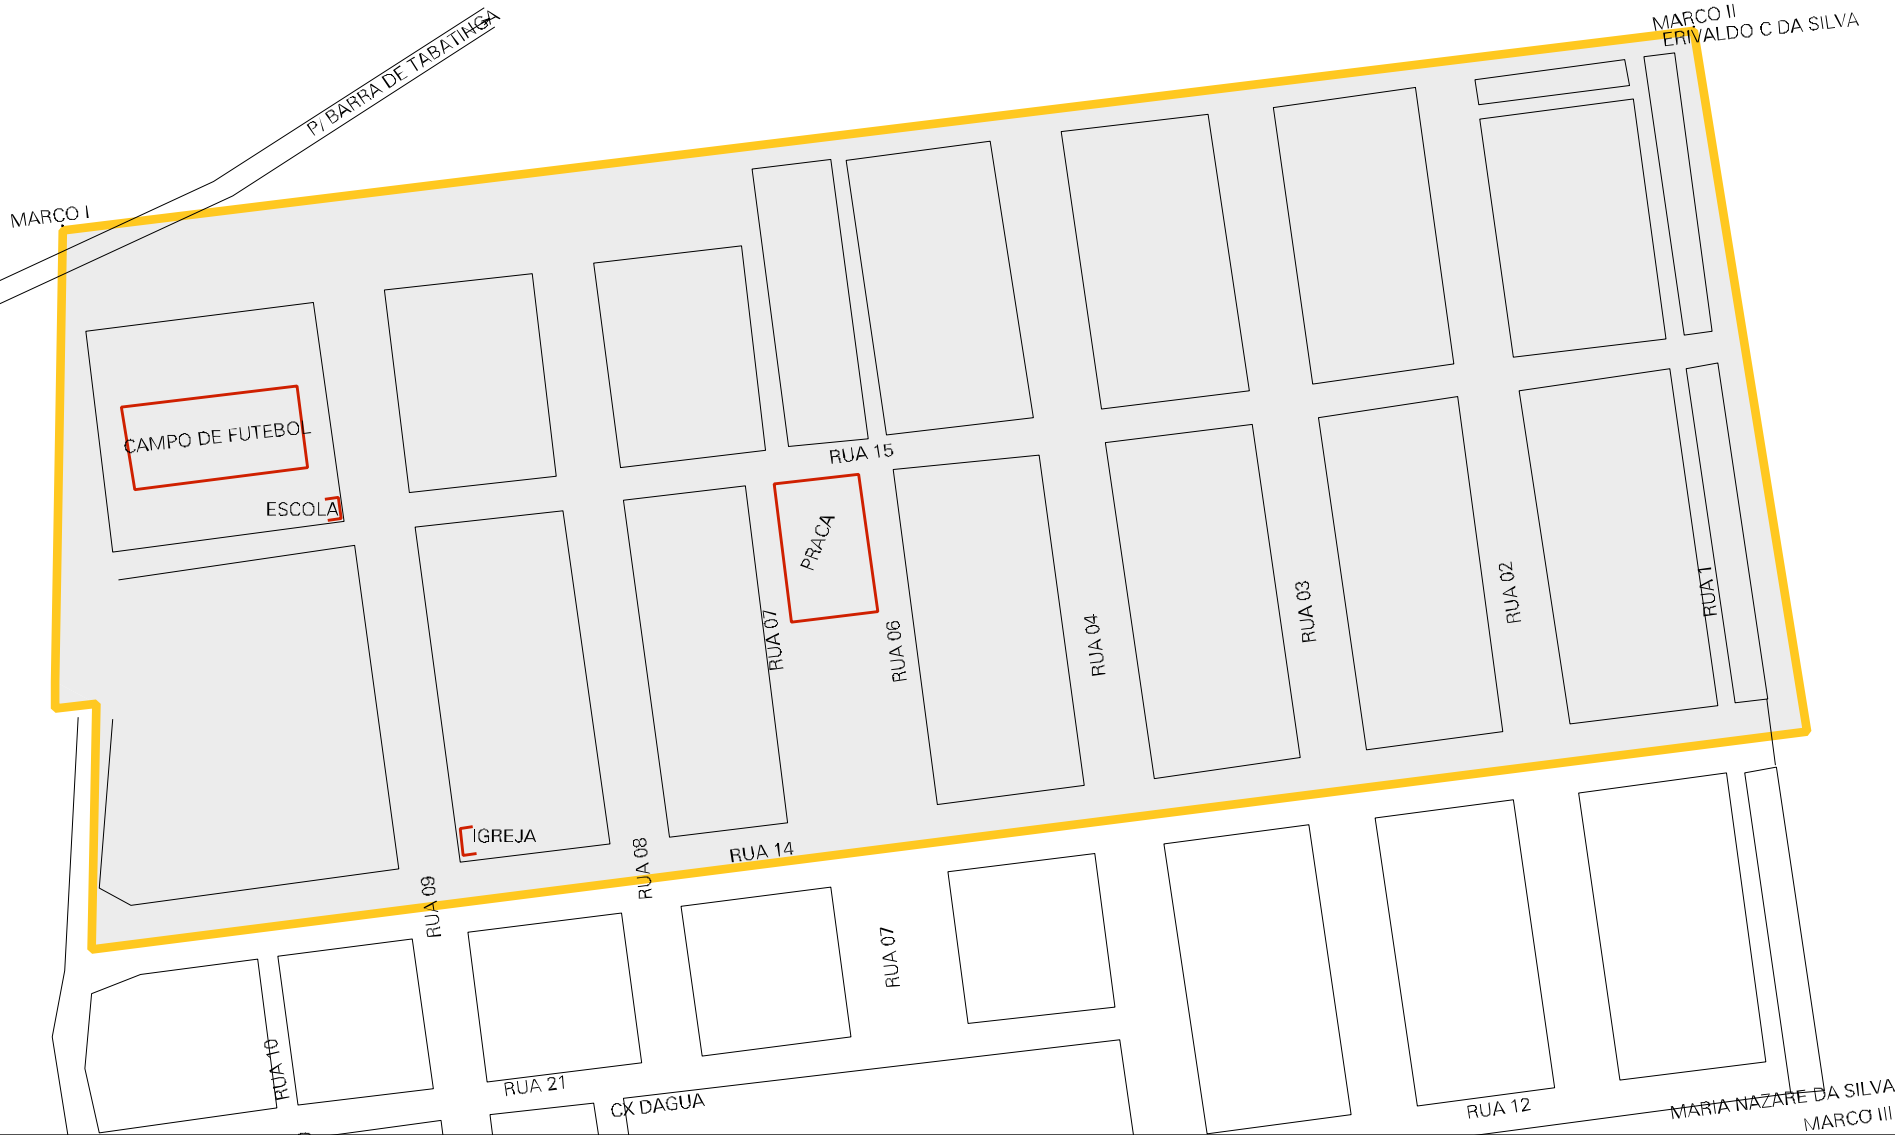 MARCO II
ERIVALDO C DA SILVA
P/ BARRA DE TABATINGA
MARCO I
CAMPO DE FUTEBOL
RUA 15
ESCOLA
PRACA
RUA 07
RUA 06
RUA 04
RUA 03
RUA 02
RUA 1
IGREJA
RUA 14
RUA 08
RUA 09
RUA 07
RUA 10
RUA 21
CX DAGUA
RUA 12
MARIA NAZARE DA SILVA
MARCO III